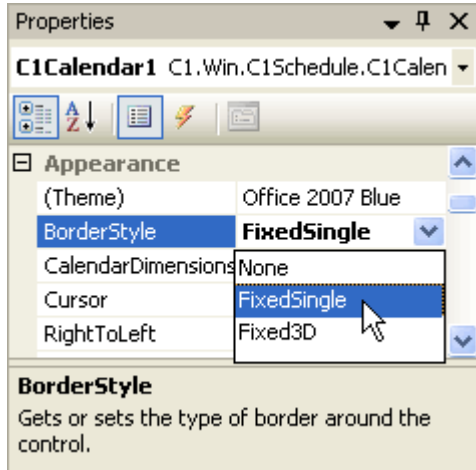 Properties
C1Calendar1 C1.Win.C1Schedule.C1Calen
Appearance
(Theme) Office 2007 Blue
BorderStyle FixedSingle
CalendarDimensions None
Cursor FixedSingle
RightToLeft Fixed3D
BorderStyle
Gets or sets the type of border around the
control.